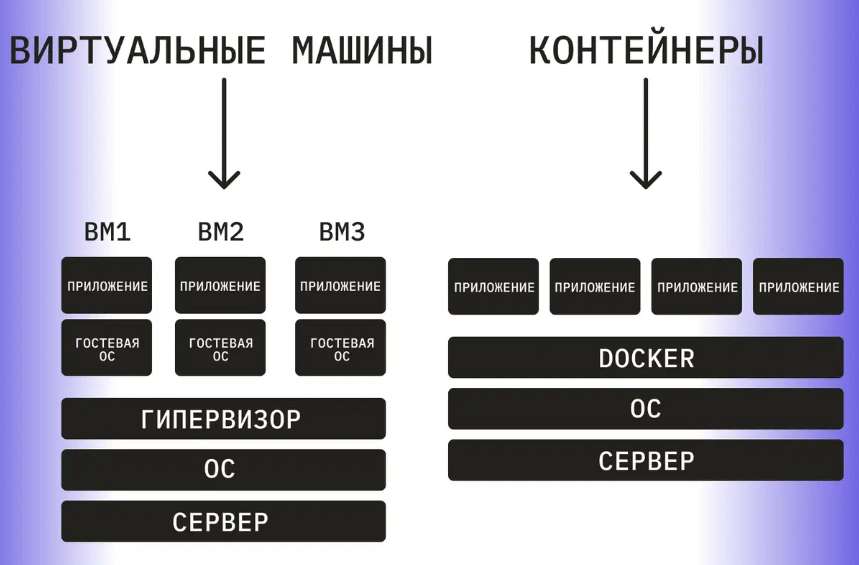 ВИРТУАЛЬНЫЕ МАШИНЫ
ВМ1 ВМ2 ВМ3
ПРИЛОЖЕНИЕ ПРИЛОЖЕНИЕ ПРИЛОЖЕНИЕ
ГОСТЕВАЯ ОС ГОСТЕВАЯ ОС ГОСТЕВАЯ ОС
ГИПЕРВИЗОР
ОС
СЕРВЕР
КОНТЕЙНЕРЫ
ПРИЛОЖЕНИЕ ПРИЛОЖЕНИЕ ПРИЛОЖЕНИЕ ПРИЛОЖЕНИЕ
DOCKER
ОС
СЕРВЕР